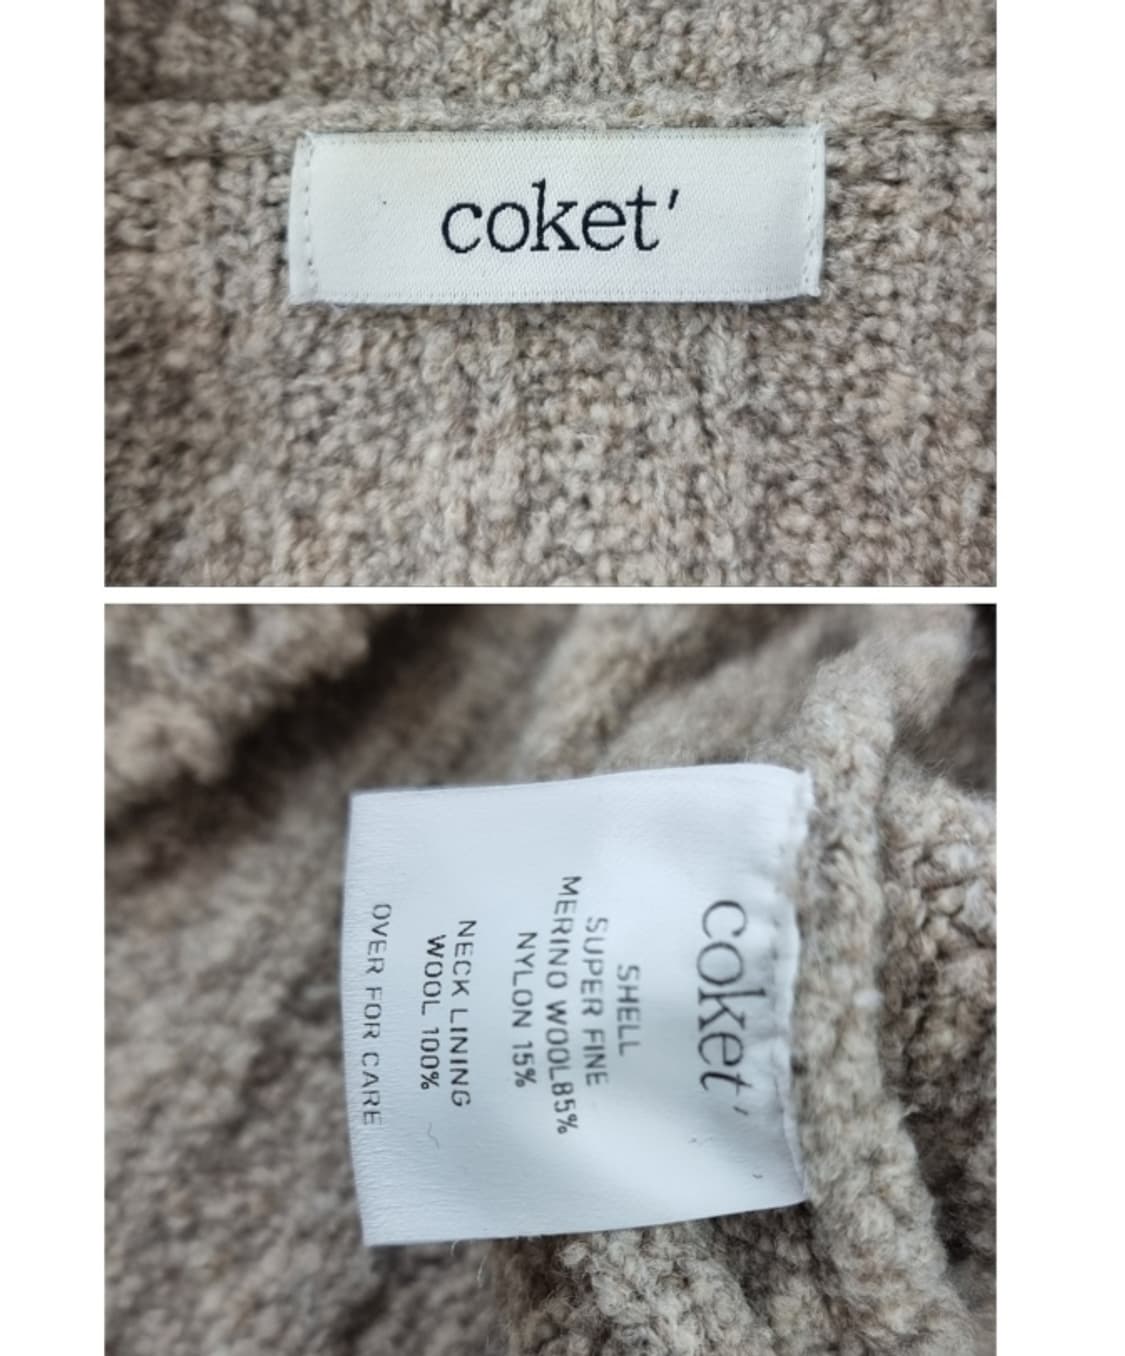 coket'
coket'
SHELL
SUPER FINE
MERINO WOOL85%
NYLON 15%
NECK LINING
WOOL 100%
OVER FOR CARE